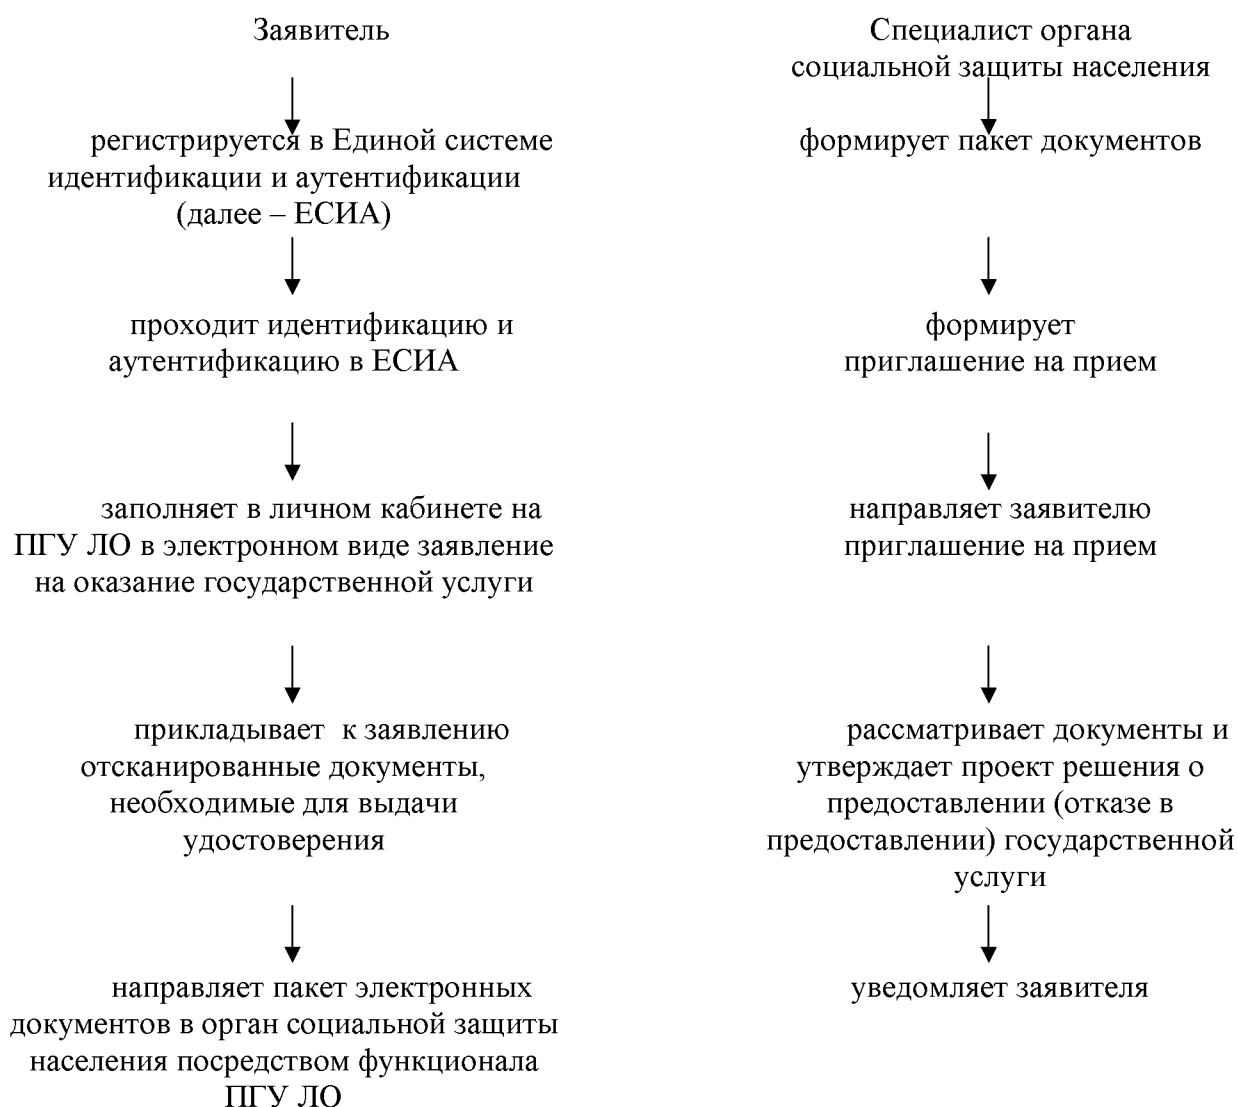 Заявитель
регистрируется в Единой системе
идентификации и аутентификации
(далее – ЕСИА)
проходит идентификацию и
аутентификацию в ЕСИА
заполняет в личном кабинете на
ПГУ ЛО в электронном виде заявление
на оказание государственной услуги
прикладывает к заявлению
отсканированные документы,
необходимые для выдачи
удостоверения
направляет пакет электронных
документов в орган социальной защиты
населения посредством функционала
ПГУ ЛО
Специалист органа
социальной защиты населения
формирует пакет документов
формирует
приглашение на прием
направляет заявителю
приглашение на прием
рассматривает документы и
утверждает проект решения о
предоставлении (отказе в
предоставлении) государственной
услуги
уведомляет заявителя